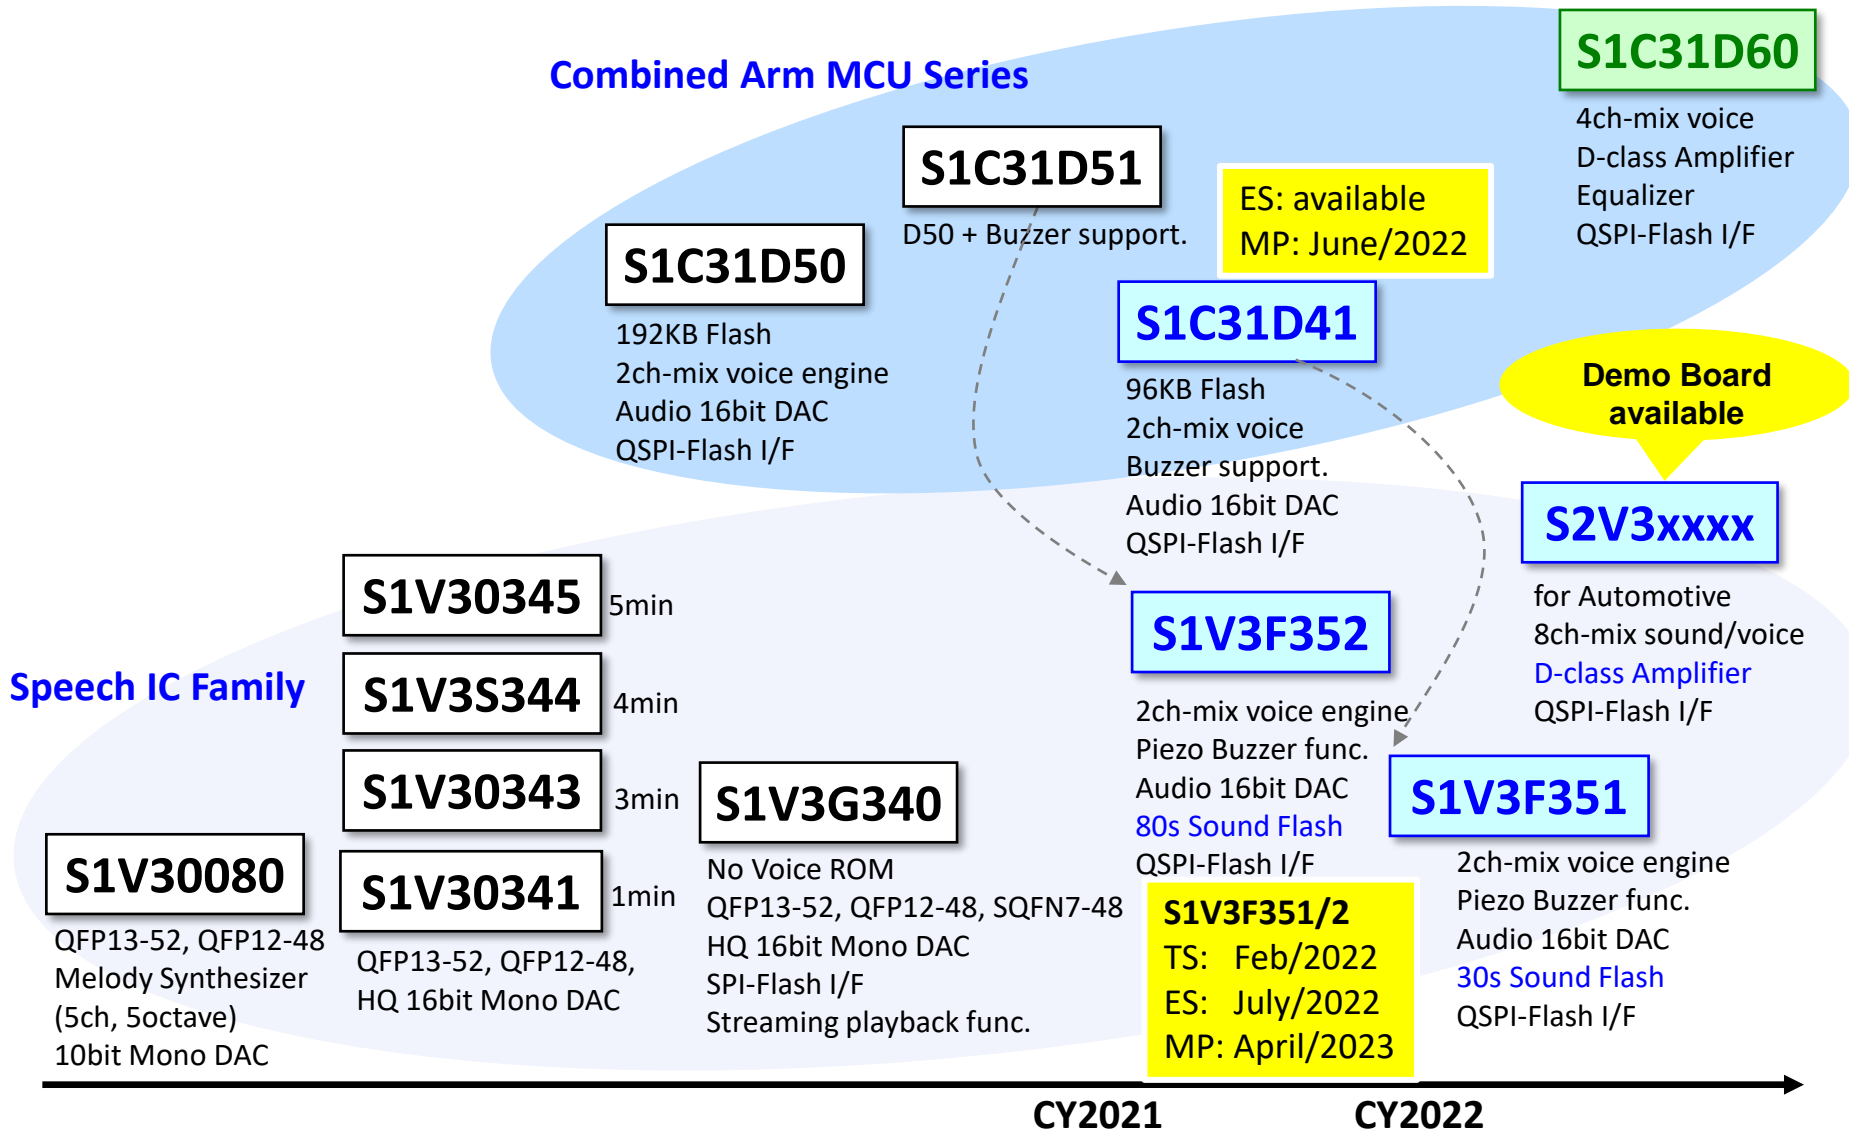 Combined Arm MCU Series
S1C31D60
4ch-mix voice
D-class Amplifier
Equalizer
QSPI-Flash I/F
S1C31D51
D50 + Buzzer support.
ES: available
MP: June/2022
S1C31D50
192KB Flash
2ch-mix voice engine
Audio 16bit DAC
QSPI-Flash I/F
S1C31D41
96KB Flash
2ch-mix voice
Buzzer support.
Audio 16bit DAC
QSPI-Flash I/F
Demo Board
available
S2V3xxxx
for Automotive
8ch-mix sound/voice
D-class Amplifier
QSPI-Flash I/F
Speech IC Family
S1V30345 5min
S1V3S344 4min
S1V30343 3min
S1V30341 1min
QFP13-52, QFP12-48,
HQ 16bit Mono DAC
S1V30080
QFP13-52, QFP12-48
Melody Synthesizer
(5ch, 5octave)
10bit Mono DAC
S1V3G340
No Voice ROM
QFP13-52, QFP12-48, SQFN7-48
HQ 16bit Mono DAC
SPI-Flash I/F
Streaming playback func.
S1V3F352
2ch-mix voice engine
Piezo Buzzer func.
Audio 16bit DAC
80s Sound Flash
QSPI-Flash I/F
S1V3F351/2
TS: Feb/2022
ES: July/2022
MP: April/2023
S1V3F351
2ch-mix voice engine
Piezo Buzzer func.
Audio 16bit DAC
30s Sound Flash
QSPI-Flash I/F
CY2021
CY2022